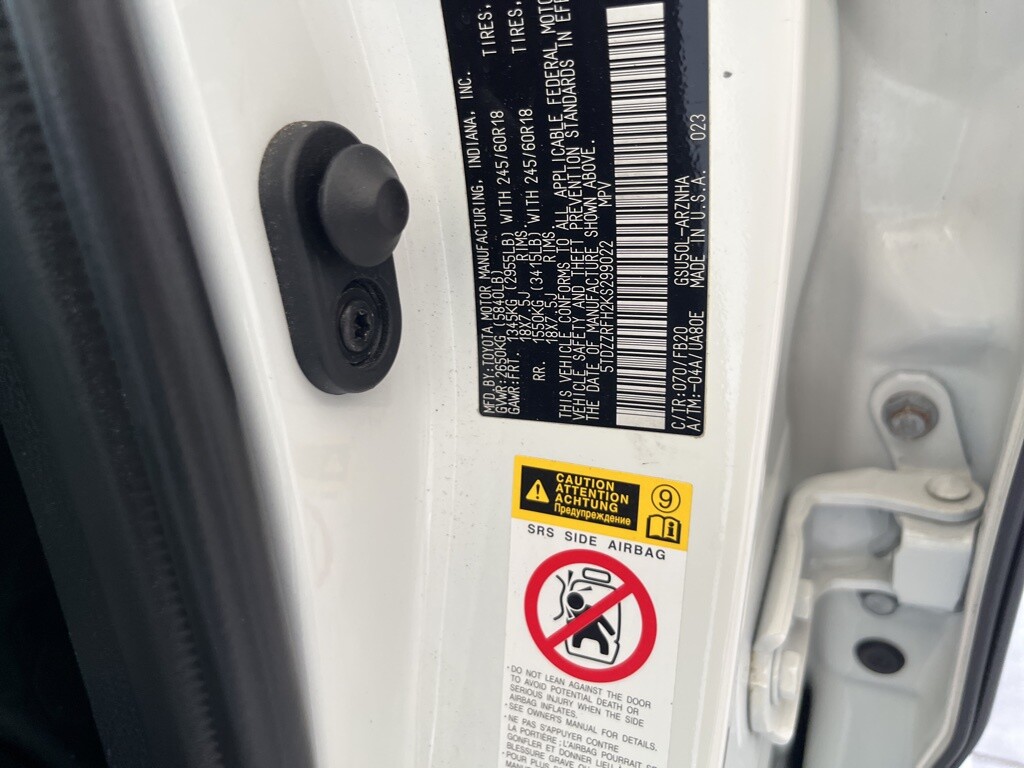 MFD.BY:TOYOTA MOTOR MANUFACTURING, INDIANA, INC.
GVWR:2650KG (5840LB)
GAWR:FRT. 1345KG (2955LB) WITH 245/60R18 TIRES,
18X7.5J RIMS
RR. 1550KG (3415LB) WITH 245/60R18 TIRES,
18X7.5J RIMS
THIS VEHICLE CONFORMS TO ALL APPLICABLE FEDERAL MOTO
VEHICLE SAFETY AND THEFT PREVENTION STANDARDS IN EFF
THE DATE OF MANUFACTURE SHOWN ABOVE.
5TDZZRFH2KS299022 MPV
C/TR:070/FB20 GSU50L-ARZNHA 023
A/TM:-04A/UA80E MADE IN U.S.A.
CAUTION
ATTENTION
ACHTUNG
Предупреждение
9
i
SRS SIDE AIRBAG
·DO NOT LEAN AGAINST THE DOOR
TO AVOID POTENTIAL DEATH OR
SERIOUS INJURY WHEN THE SIDE
AIRBAG INFLATES.
·SEE OWNER'S MANUAL FOR DETAILS.
·NE PAS S'APPUYER CONTRE
LA PORTIÈRE; L'AIRBAG POURRAIT SE
GONFLER ET DONNER LIEU
BLESSURE GRAVE OU
·POUR PLUS